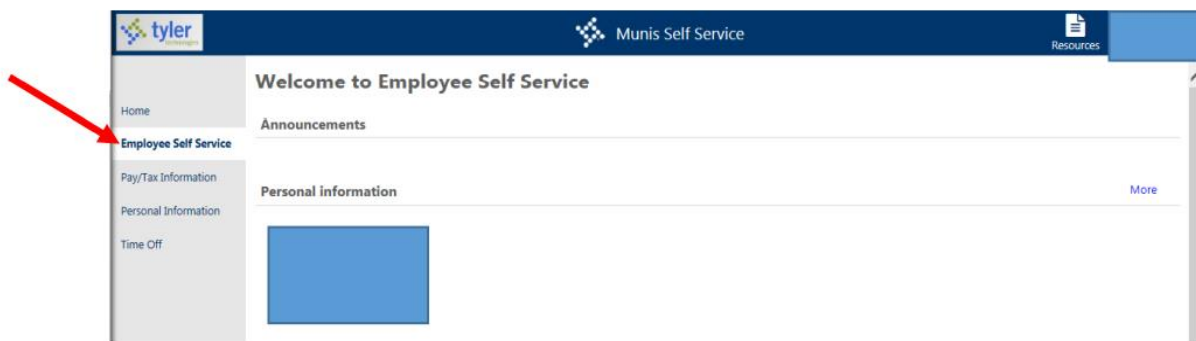 tyler
technologies
Munis Self Service
Resources
Welcome to Employee Self Service
Home
Announcements
Employee Self Service
Pay/Tax Information
Personal information
More
Personal Information
Time Off